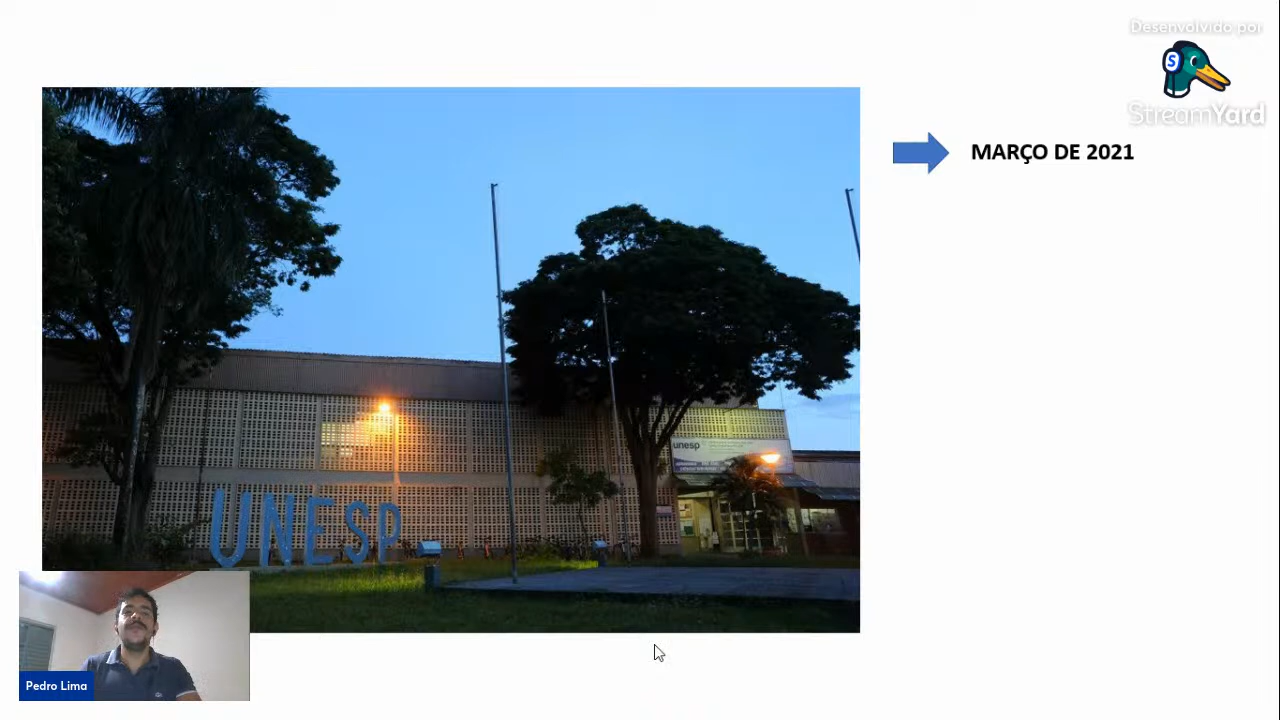 Desenvolvido por
S
StreamYard
MARÇO DE 2021
unesp
UNESP
Pedro Lima